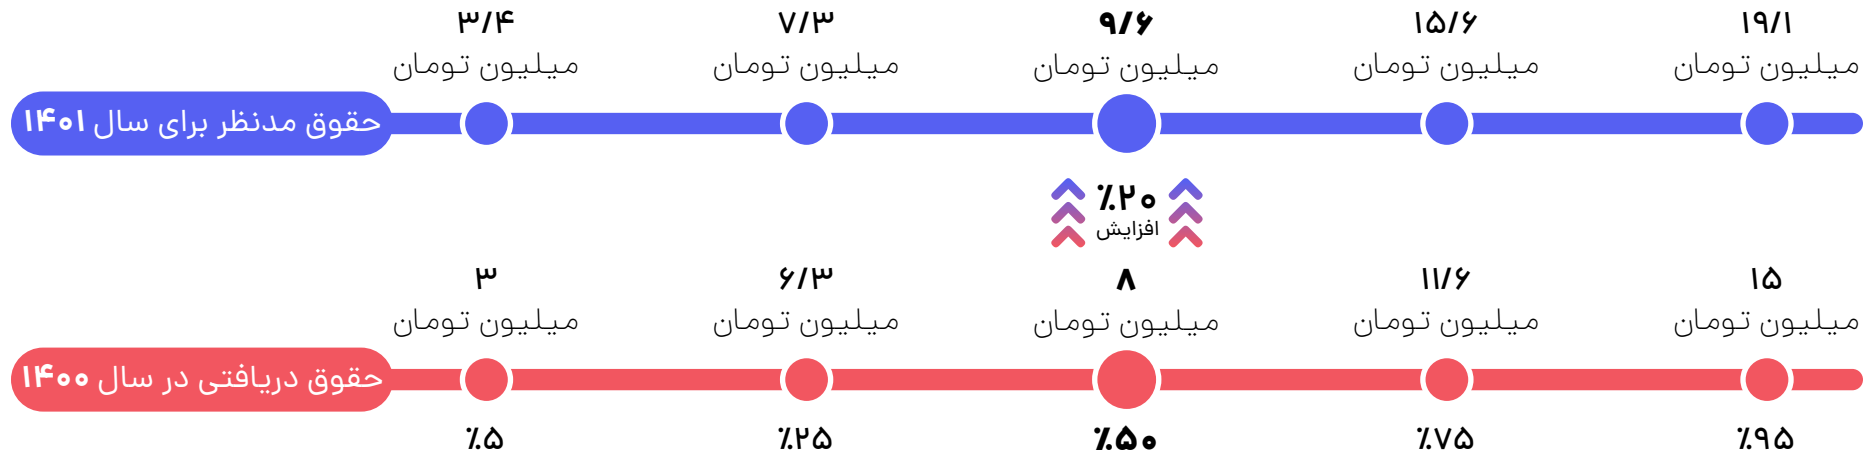 ۳/۴
میلیون تومان
۷/۳
میلیون تومان
۹/۶
میلیون تومان
۱۵/۶
میلیون تومان
۱۹/۱
میلیون تومان
حقوق مدنظر برای سال ۱۴۰۱
٪۲۰
افزایش
۳
میلیون تومان
۶/۳
میلیون تومان
۸
میلیون تومان
۱۱/۶
میلیون تومان
۱۵
میلیون تومان
حقوق دریافتی در سال ۱۴۰۰
٪۵
٪۲۵
٪۵۰
٪۷۵
٪۹۵